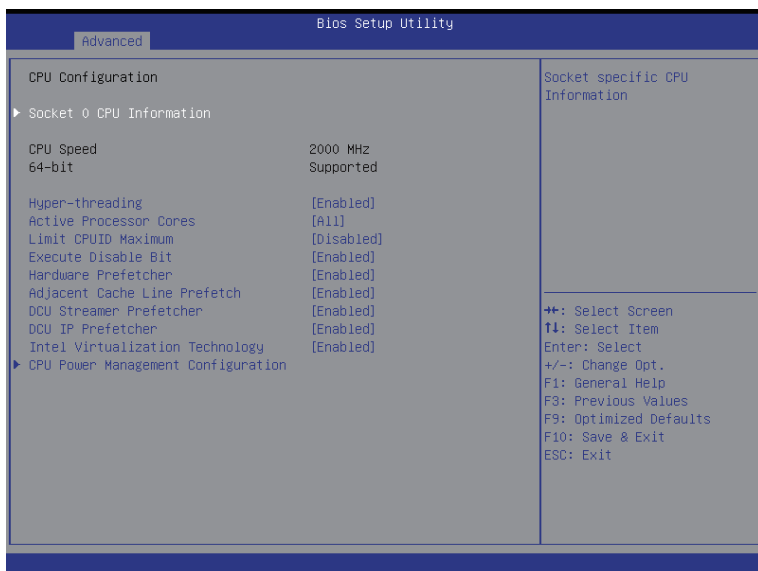 Bios Setup Utility
Advanced
CPU Configuration
Socket 0 CPU Information
CPU Speed 2000 MHz
64-bit Supported
Hyper-threading [Enabled]
Active Processor Cores [All]
Limit CPUID Maximum [Disabled]
Execute Disable Bit [Enabled]
Hardware Prefetcher [Enabled]
Adjacent Cache Line Prefetch [Enabled]
DCU Streamer Prefetcher [Enabled]
DCU IP Prefetcher [Enabled]
Intel Virtualization Technology [Enabled]
CPU Power Management Configuration
Socket specific CPU
Information
→←: Select Screen
↑↓: Select Item
Enter: Select
+/-: Change Opt.
F1: General Help
F3: Previous Values
F9: Optimized Defaults
F10: Save & Exit
ESC: Exit